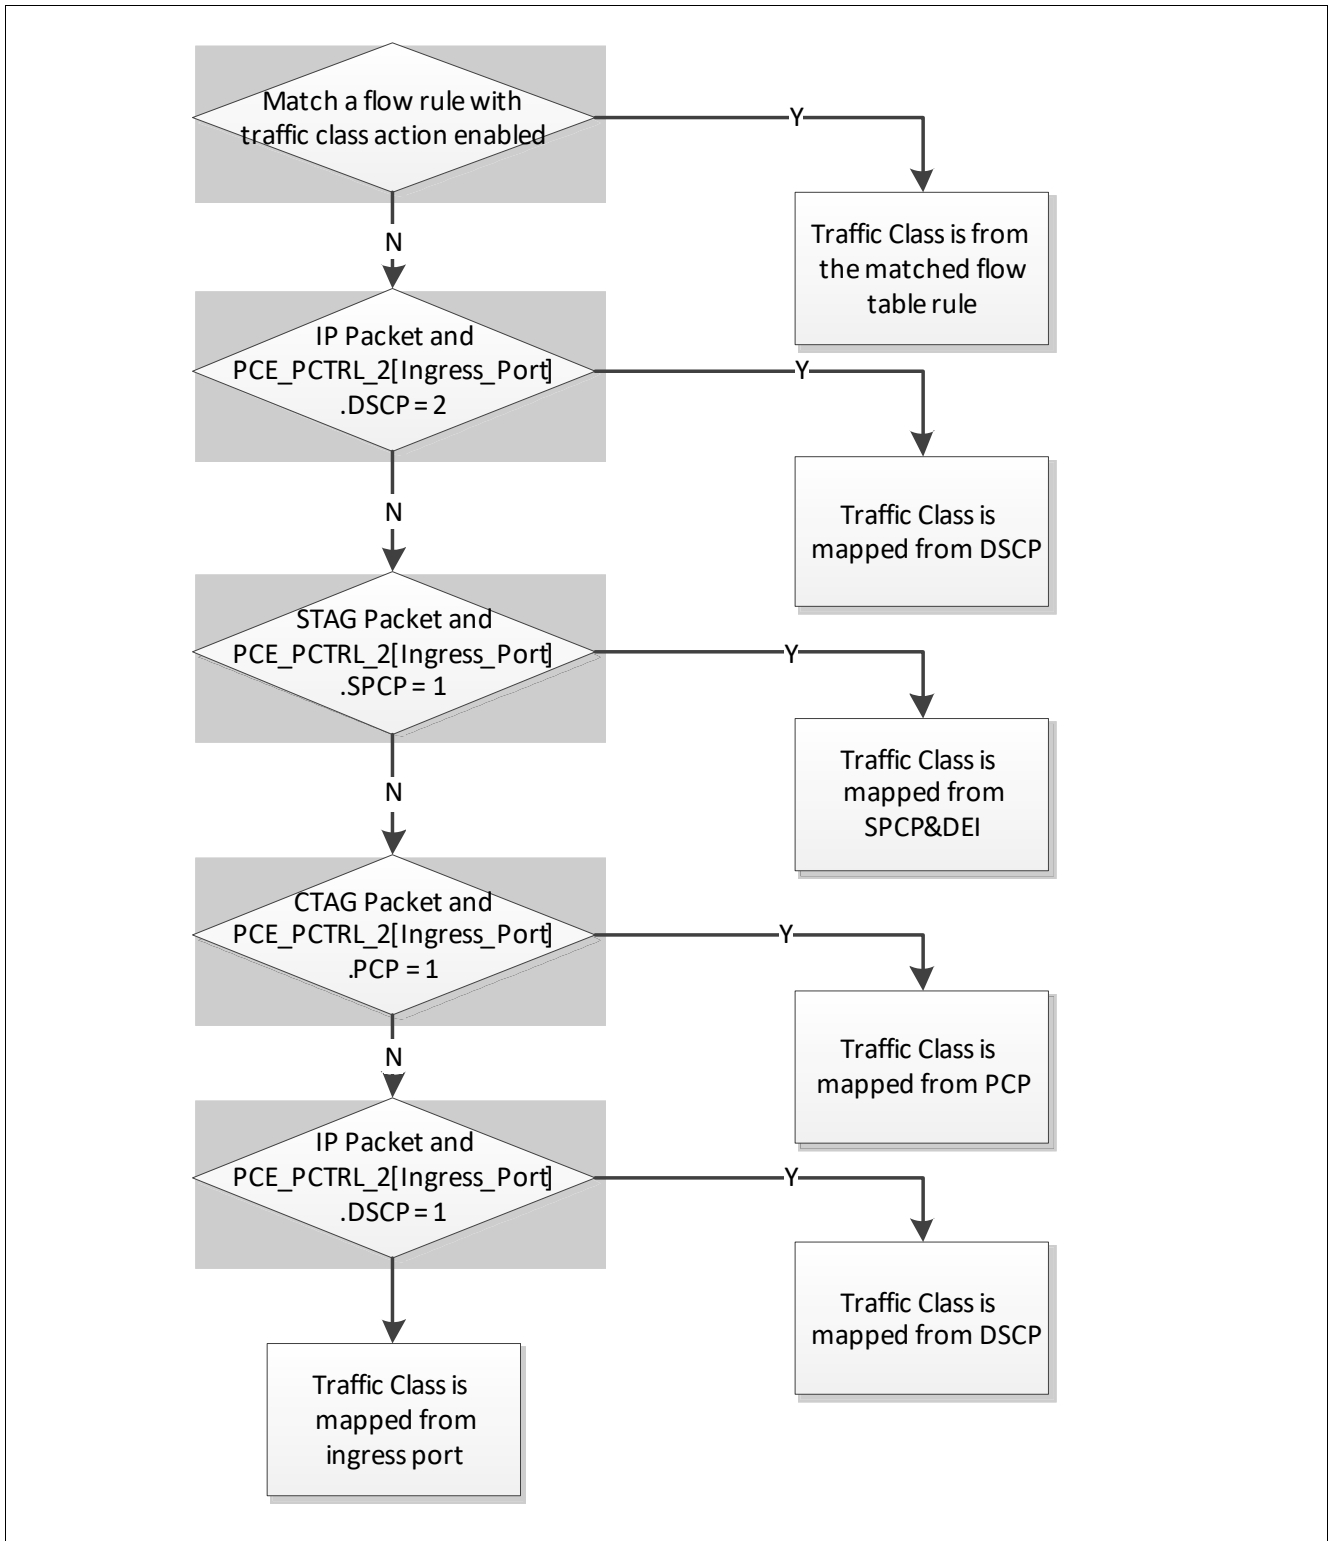 Match a flow rule with
traffic class action enabled
Y
Traffic Class is from
the matched flow
table rule
N
IP Packet and
PCE_PCTRL_2[Ingress_Port]
.DSCP = 2
Y
Traffic Class is
mapped from DSCP
N
STAG Packet and
PCE_PCTRL_2[Ingress_Port]
.SPCP = 1
Y
Traffic Class is
mapped from
SPCP&DEI
N
CTAG Packet and
PCE_PCTRL_2[Ingress_Port]
.PCP = 1
Y
Traffic Class is
mapped from PCP
N
IP Packet and
PCE_PCTRL_2[Ingress_Port]
.DSCP = 1
Y
Traffic Class is
mapped from DSCP
Traffic Class is
mapped from
ingress port